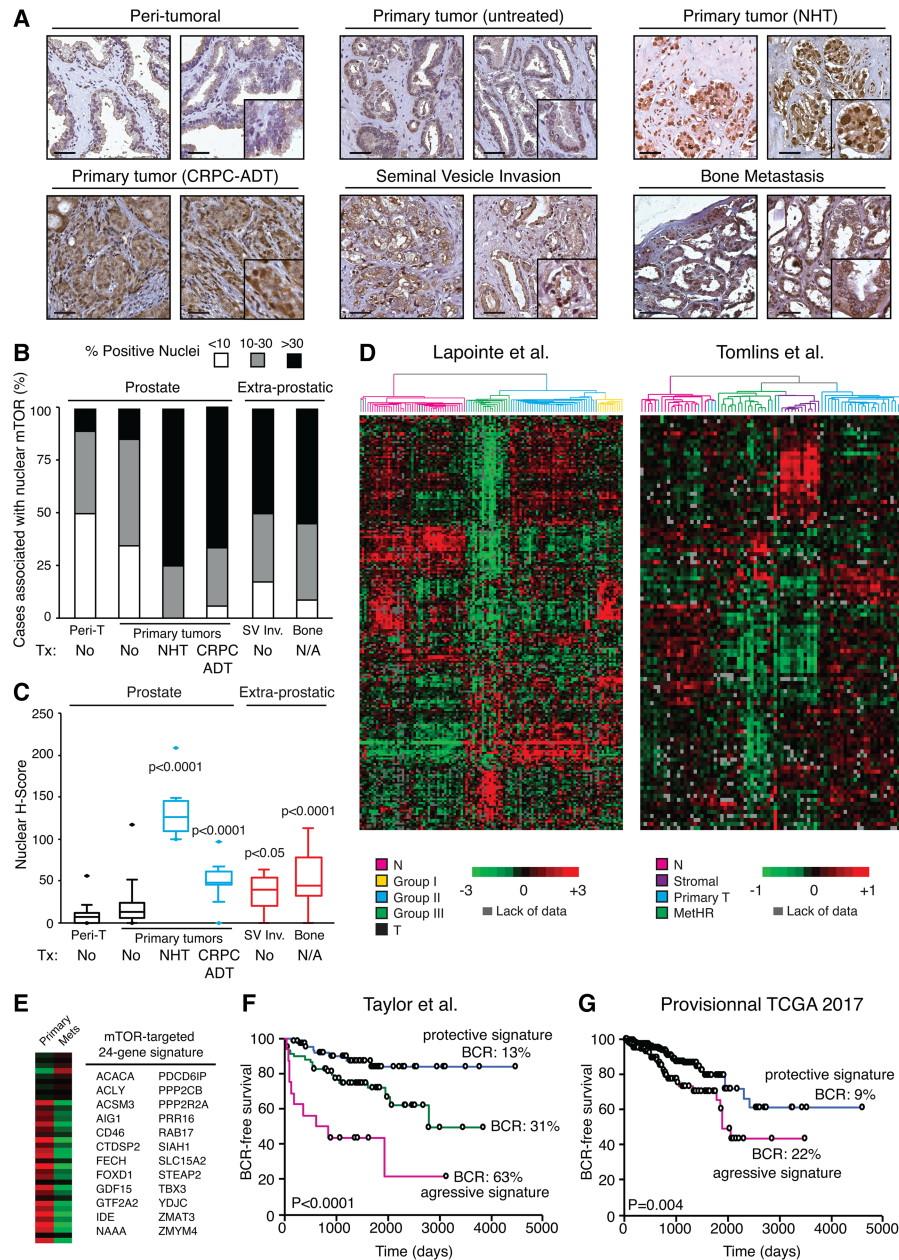 A
Peri-tumoral
Primary tumor (untreated)
Primary tumor (NHT)
Primary tumor (CRPC-ADT)
Seminal Vesicle Invasion
Bone Metastasis
B
% Positive Nuclei
<10 10-30 >30
Prostate Extra-prostatic
Cases associated with nuclear mTOR (%)
100
75
50
25
0
Peri-T Primary tumors SV Inv. Bone
Tx: No No NHT CRPC ADT No N/A
C
Prostate Extra-prostatic
Nuclear H-Score
250
200
150
100
50
0
p<0.0001
p<0.0001
p<0.05
p<0.0001
Peri-T Primary tumors SV Inv. Bone
Tx: No No NHT CRPC ADT No N/A
D
Lapointe et al.
Tomlins et al.
N
Group I
Group II
Group III
T
-3 0 +3
Lack of data
N
Stromal
Primary T
MetHR
-1 0 +1
Lack of data
E
Primary
Mets
mTOR-targeted
24-gene signature
ACACA PDCD6IP
ACLY PPP2CB
ACSM3 PPP2R2A
AIG1 PRR16
CD46 RAB17
CTDSP2 SIAH1
FECH SLC15A2
FOXD1 STEAP2
GDF15 TBX3
GTF2A2 YDJC
IDE ZMAT3
NAAA ZMYM4
F
Taylor et al.
BCR-free survival
100
80
60
40
20
0 1000 2000 3000 4000 5000
Time (days)
protective signature
BCR: 13%
BCR: 31%
BCR: 63%
agressive signature
P<0.0001
G
Provisionnal TCGA 2017
BCR-free survival
100
80
60
40
20
0
0 1000 2000 3000 4000 5000
Time (days)
protective signature
BCR: 9%
BCR: 22%
agressive signature
P=0.004